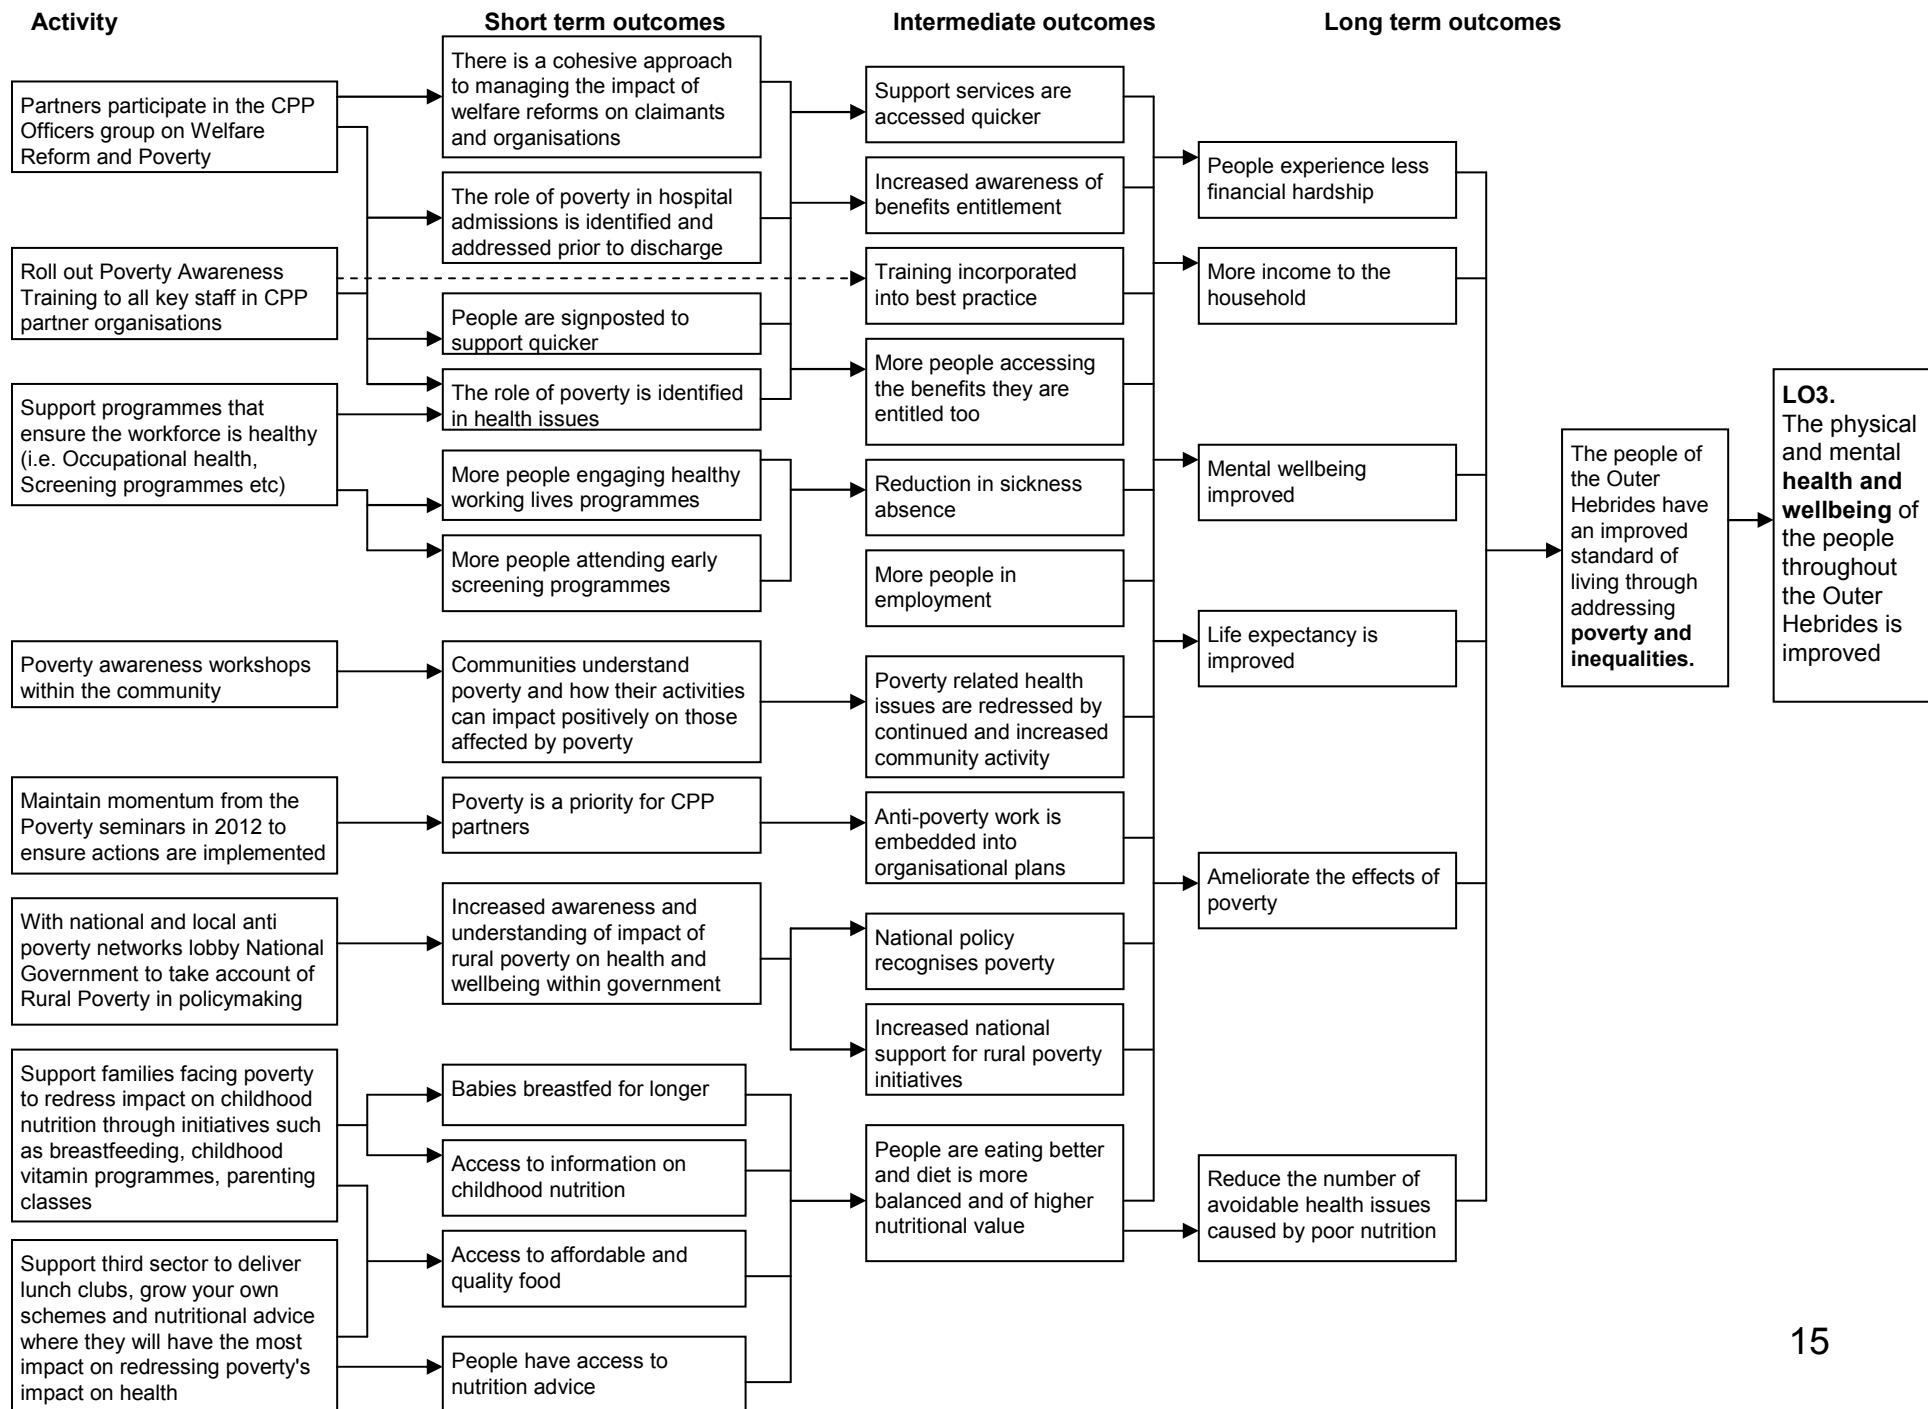 Activity
Short term outcomes
Intermediate outcomes
Long term outcomes
Partners participate in the CPP
Officers group on Welfare
Reform and Poverty
Roll out Poverty Awareness
Training to all key staff in CPP
partner organisations
Support programmes that
ensure the workforce is healthy
(i.e. Occupational health,
Screening programmes etc)
Poverty awareness workshops
within the community
Maintain momentum from the
Poverty seminars in 2012 to
ensure actions are implemented
With national and local anti
poverty networks lobby National
Government to take account of
Rural Poverty in policymaking
Support families facing poverty
to redress impact on childhood
nutrition through initiatives such
as breastfeeding, childhood
vitamin programmes, parenting
classes
Support third sector to deliver
lunch clubs, grow your own
schemes and nutritional advice
where they will have the most
impact on redressing poverty's
impact on health
There is a cohesive approach
to managing the impact of
welfare reforms on claimants
and organisations
The role of poverty in hospital
admissions is identified and
addressed prior to discharge
People are signposted to
support quicker
The role of poverty is identified
in health issues
More people engaging healthy
working lives programmes
More people attending early
screening programmes
Communities understand
poverty and how their activities
can impact positively on those
affected by poverty
Poverty is a priority for CPP
partners
Increased awareness and
understanding of impact of
rural poverty on health and
wellbeing within government
Babies breastfed for longer
Access to information on
childhood nutrition
Access to affordable and
quality food
People have access to
nutrition advice
Support services are
accessed quicker
Increased awareness of
benefits entitlement
Training incorporated
into best practice
More people accessing
the benefits they are
entitled too
Reduction in sickness
absence
More people in
employment
Poverty related health
issues are redressed by
continued and increased
community activity
Anti-poverty work is
embedded into
organisational plans
National policy
recognises poverty
Increased national
support for rural poverty
initiatives
People are eating better
and diet is more
balanced and of higher
nutritional value
People experience less
financial hardship
More income to the
household
Mental wellbeing
improved
Life expectancy is
improved
Ameliorate the effects of
poverty
Reduce the number of
avoidable health issues
caused by poor nutrition
The people of
the Outer
Hebrides have
an improved
standard of
living through
addressing
poverty and
inequalities.
LO3.
The physical
and mental
health and
wellbeing of
the people
throughout
the Outer
Hebrides is
improved
15